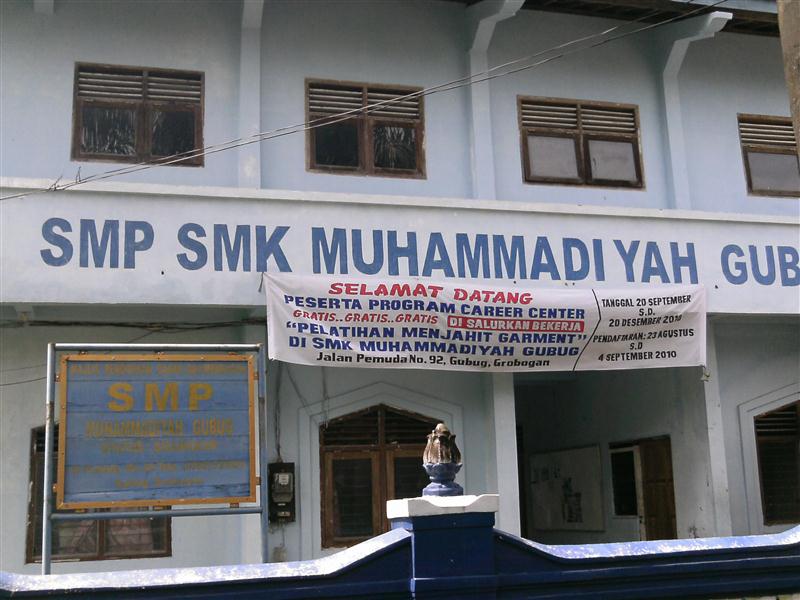 SMP SMK MUHAMMADIYAH GUB
SELAMAT DATANG
PESERTA PROGRAM CAREER CENTER
GRATIS..GRATIS..GRATIS DI SALURKAN BEKERJA
"PELATIHAN MENJAHIT GARMENT"
DI SMK MUHAMMADIYAH GUBUG
Jalan Pemuda No. 92, Gubug, Grobogan
TANGGAL 20 SEPTEMBER
S.D.
20 DESEMBER 2010
PENDAFTARAN: 23 AGUSTUS
S.D
4 SEPTEMBER 2010
SMP
MUHAMMADIYAH GUBUG